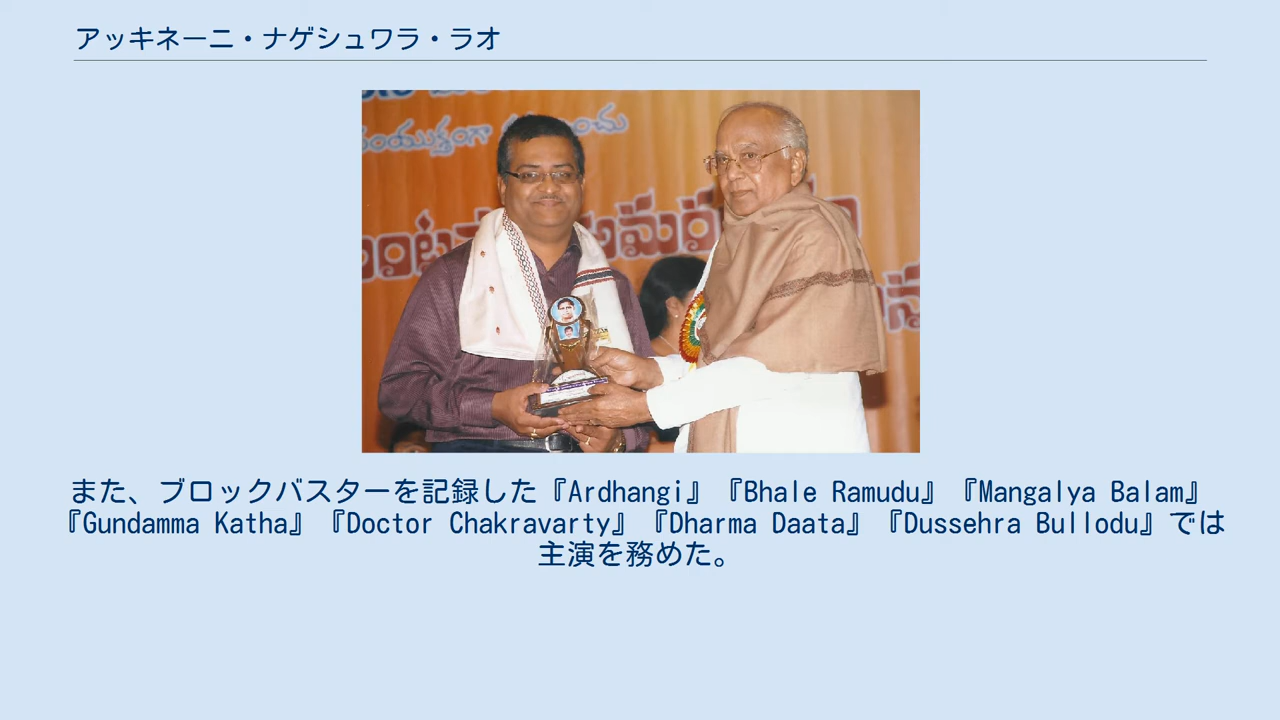 アッキネーニ・ナゲシュワラ・ラオ
సంయుక్తంగా
ఘంటసాల
అమర
また、ブロックバスターを記録した『Ardhangi』『Bhale Ramudu』『Mangalya Balam』
『Gundamma Katha』『Doctor Chakravarty』『Dharma Daata』『Dussehra Bullodu』では
主演を務めた。